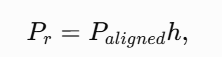 P_r = P_{aligned}h,